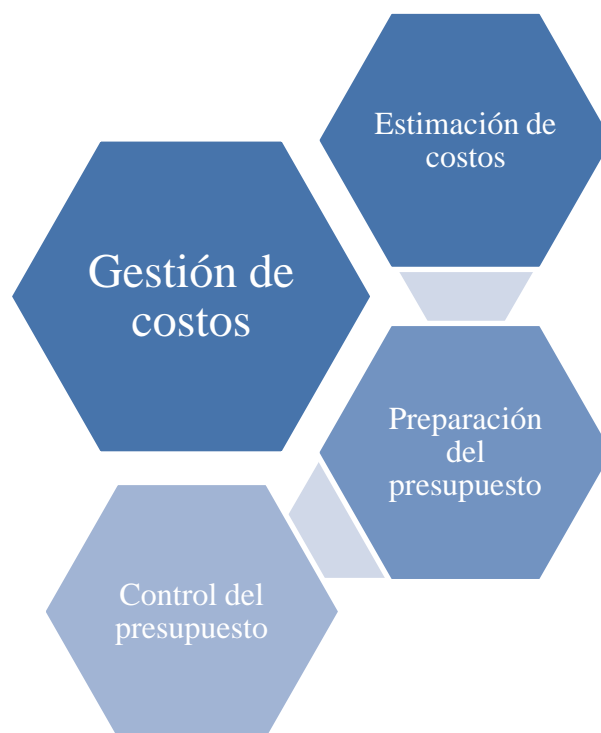 Gestión de
costos
Estimación de
costos
Preparación
del
presupuesto
Control del
presupuesto